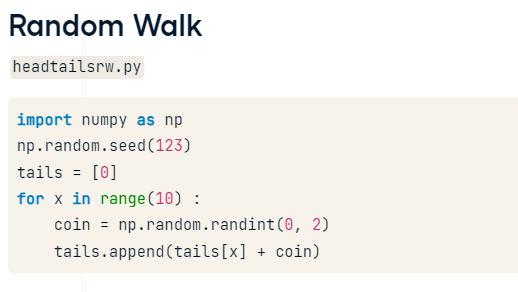 Random Walk
headtailsrw.py
import numpy as np
np.random.seed(123)
tails = [0]
for x in range(10) :
    coin = np.random.randint(0, 2)
    tails.append(tails[x] + coin)